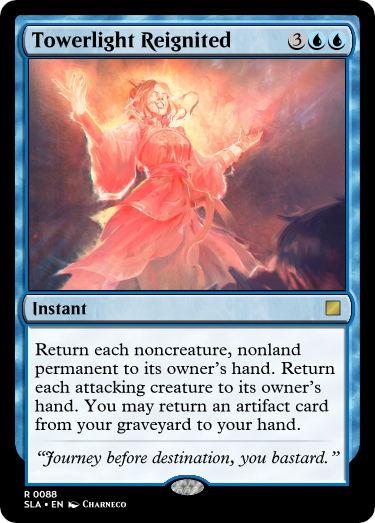 Towerlight Reignited 3
Instant
Return each noncreature, nonland
permanent to its owner's hand. Return
each attacking creature to its owner's
hand. You may return an artifact card
from your graveyard to your hand.
“Journey before destination, you bastard.”
R 0088
SLA • EN Charneco